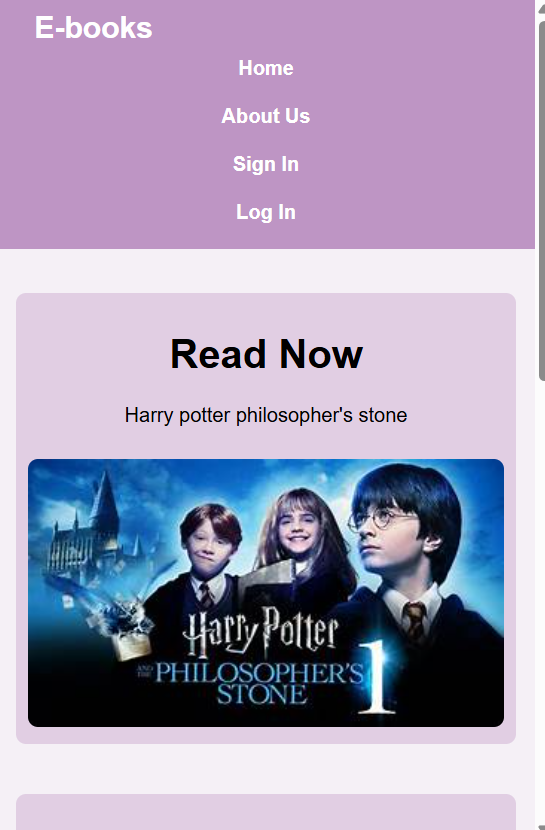 E-books
Home
About Us
Sign In
Log In
Read Now
Harry potter philosopher's stone
Harry Potter
AND THE PHILOSOPHER'S
STONE
1